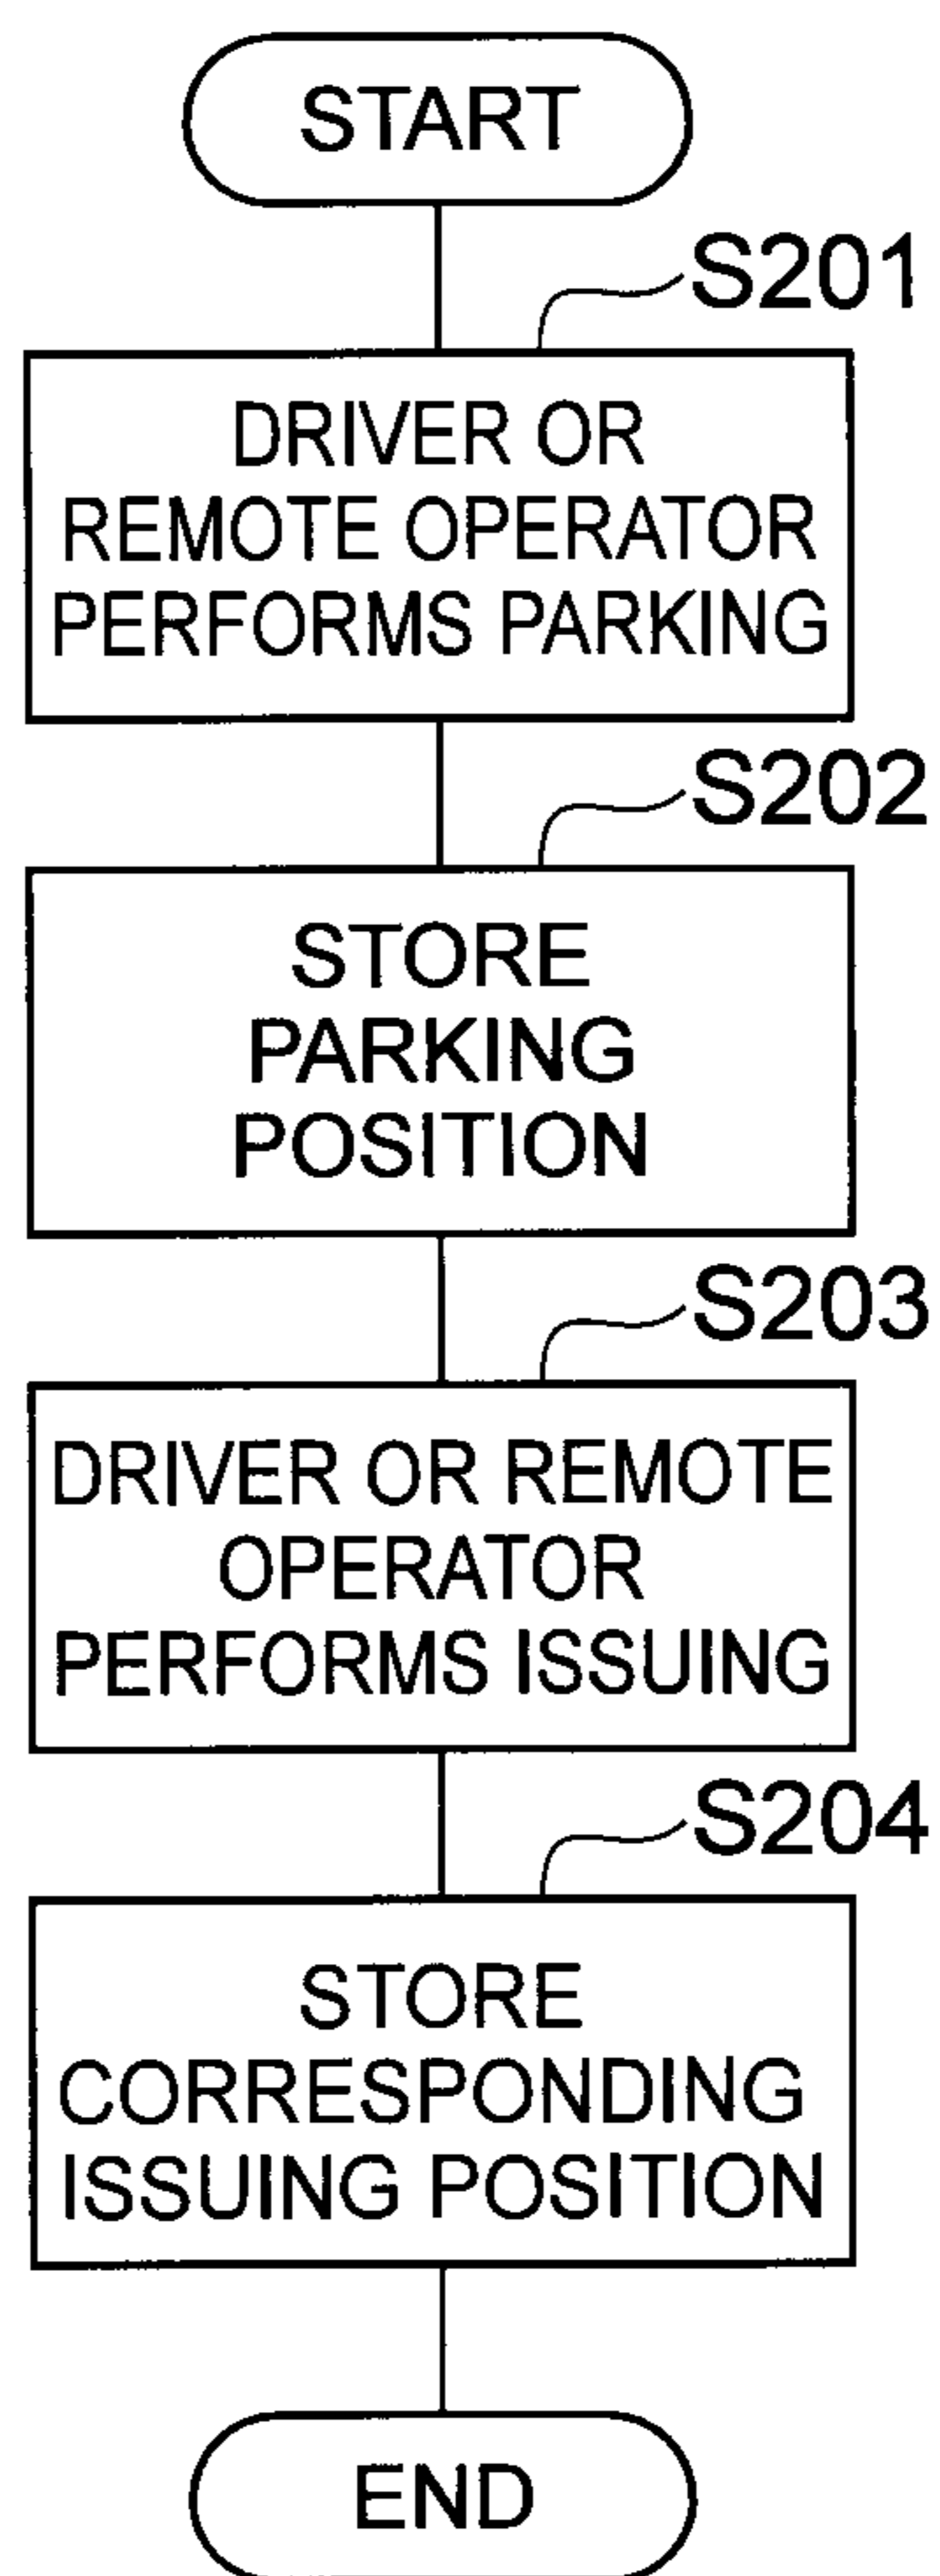 START
S201
DRIVER OR
REMOTE OPERATOR
PERFORMS PARKING
S202
STORE
PARKING
POSITION
S203
DRIVER OR REMOTE
OPERATOR
PERFORMS ISSUING
S204
STORE
CORRESPONDING
ISSUING POSITION
END